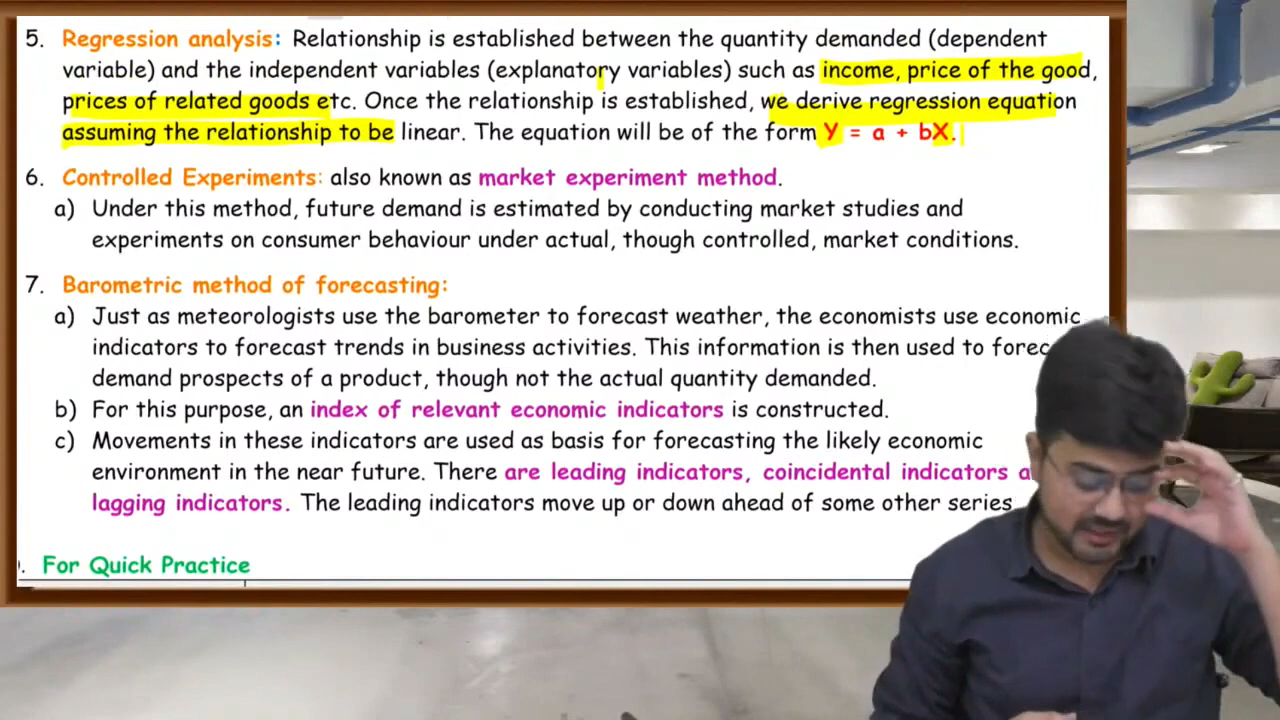 5. Regression analysis: Relationship is established between the quantity demanded (dependent
variable) and the independent variables (explanatory variables) such as income, price of the good,
prices of related goods etc. Once the relationship is established, we derive regression equation
assuming the relationship to be linear. The equation will be of the form Y = a + bX.
6. Controlled Experiments: also known as market experiment method.
a) Under this method, future demand is estimated by conducting market studies and
experiments on consumer behaviour under actual, though controlled, market conditions.
7. Barometric method of forecasting:
a) Just as meteorologists use the barometer to forecast weather, the economists use economic
indicators to forecast trends in business activities. This information is then used to
demand prospects of a product, though not the actual quantity demanded.
b) For this purpose, an index of relevant economic indicators is constructed.
c) Movements in these indicators are used as basis for forecasting the likely economic
environment in the near future. There are leading indicators, coincidental indicators
lagging indicators. The leading indicators move up or down ahead of some other series
. For Quick Practice